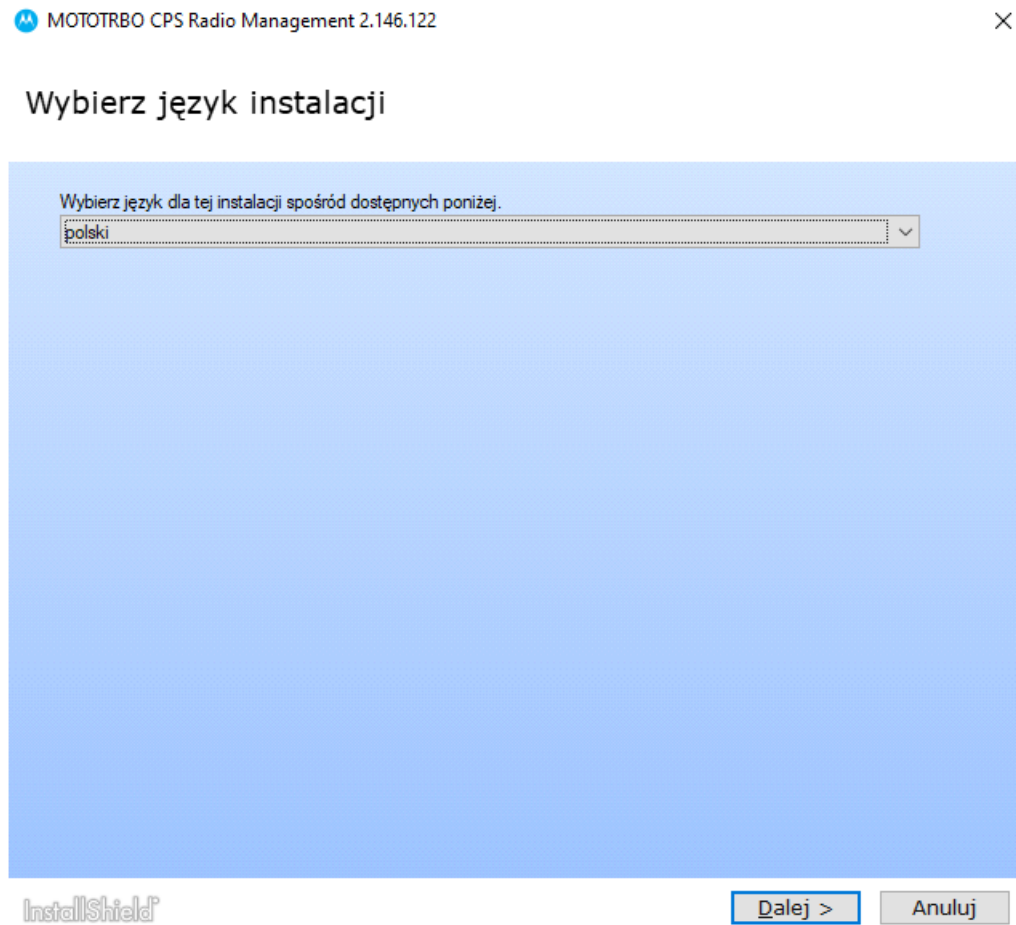 MOTOTRBO CPS Radio Management 2.146.122
Wybierz język instalacji
Wybierz język dla tej instalacji spośród dostępnych poniżej.
polski
InstallShield®
Dalej >
Anuluj